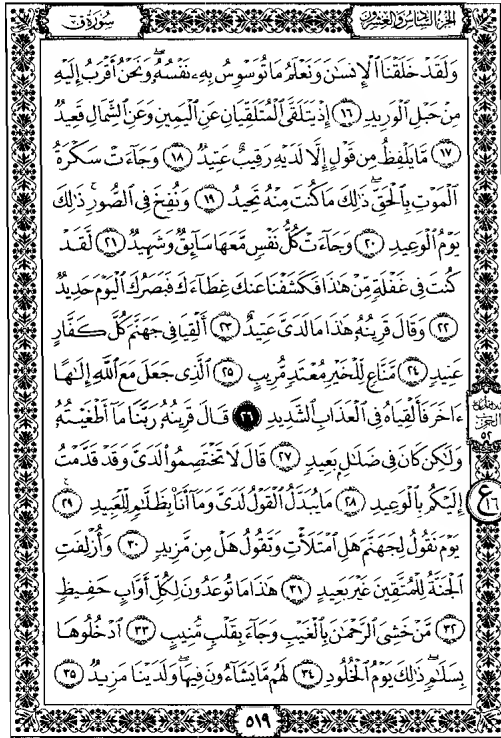 الجزء السادس والعشرون
سورة ق
وَلَقَدْ خَلَقْنَا ٱلْإِنسَٰنَ وَنَعْلَمُ مَا تُوَسْوِسُ بِهِۦ نَفْسُهُۥ ۖ وَنَحْنُ أَقْرَبُ إِلَيْهِ
مِنْ حَبْلِ ٱلْوَرِيدِ ١٦ إِذْ يَتَلَقَّى ٱلْمُتَلَقِّيَانِ عَنِ ٱلْيَمِينِ وَعَنِ ٱلشِّمَالِ قَعِيدٌ
١٧ مَّا يَلْفِظُ مِن قَوْلٍ إِلَّا لَدَيْهِ رَقِيبٌ عَتِيدٌ ١٨ وَجَآءَتْ سَكْرَةُ
ٱلْمَوْتِ بِٱلْحَقِّ ۖ ذَٰلِكَ مَا كُنتَ مِنْهُ تَحِيدُ ١٩ وَنُفِخَ فِى ٱلصُّورِ ۚ ذَٰلِكَ
يَوْمُ ٱلْوَعِيدِ ٢٠ وَجَآءَتْ كُلُّ نَفْسٍ مَّعَهَا سَآئِقٌ وَشَهِيدٌ ٢١ لَّقَدْ
كُنتَ فِى غَفْلَةٍ مِّنْ هَٰذَا فَكَشَفْنَا عَنكَ غِطَآءَكَ فَبَصَرُكَ ٱلْيَوْمَ حَدِيدٌ
٢٢ وَقَالَ قَرِينُهُۥ هَٰذَا مَا لَدَىَّ عَتِيدٌ ٢٣ أَلْقِيَا فِى جَهَنَّمَ كُلَّ كَفَّارٍ
عَنِيدٍ ٢٤ مَّنَّاعٍ لِّلْخَيْرِ مُعْتَدٍ مُّرِيبٍ ٢٥ ٱلَّذِى جَعَلَ مَعَ ٱللَّهِ إِلَٰهًا
ءَاخَرَ فَأَلْقِيَاهُ فِى ٱلْعَذَابِ ٱلشَّدِيدِ ٢٦ قَالَ قَرِينُهُۥ رَبَّنَا مَآ أَطْغَيْتُهُۥ
وَلَٰكِن كَانَ فِى ضَلَٰلٍۭ بَعِيدٍ ٢٧ قَالَ لَا تَخْتَصِمُوا۟ لَدَىَّ وَقَدْ قَدَّمْتُ
إِلَيْكُم بِٱلْوَعِيدِ ٢٨ مَا يُبَدَّلُ ٱلْقَوْلُ لَدَىَّ وَمَآ أَنَا۠ بِظَلَّٰمٍ لِّلْعَبِيدِ ٢٩
يَوْمَ نَقُولُ لِجَهَنَّمَ هَلِ ٱمْتَلَأْتِ وَتَقُولُ هَلْ مِن مَّزِيدٍ ٣٠ وَأُزْلِفَتِ
ٱلْجَنَّةُ لِلْمُتَّقِينَ غَيْرَ بَعِيدٍ ٣١ هَٰذَا مَا تُوعَدُونَ لِكُلِّ أَوَّابٍ حَفِيظٍ
٣٢ مَّنْ خَشِىَ ٱلرَّحْمَٰنَ بِٱلْغَيْبِ وَجَآءَ بِقَلْبٍ مُّنِيبٍ ٣٣ ٱدْخُلُوهَا
بِسَلَٰمٍ ۖ ذَٰلِكَ يَوْمُ ٱلْخُلُودِ ٣٤ لَهُم مَّا يَشَآءُونَ فِيهَا وَلَدَيْنَا مَزِيدٌ ٣٥
ع
١٦
٥١٩